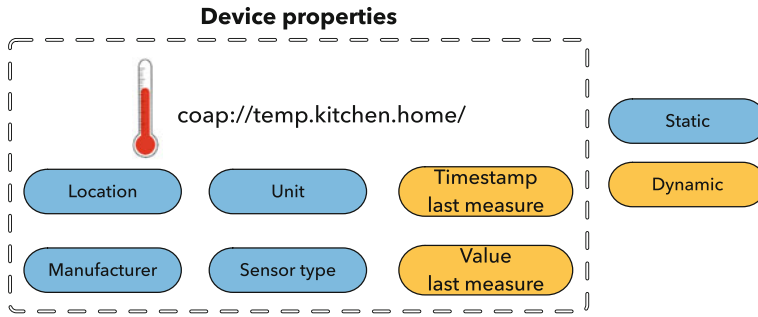 Device properties
coap://temp.kitchen.home/
Static
Dynamic
Location
Unit
Timestamp
last measure
Manufacturer
Sensor type
Value
last measure